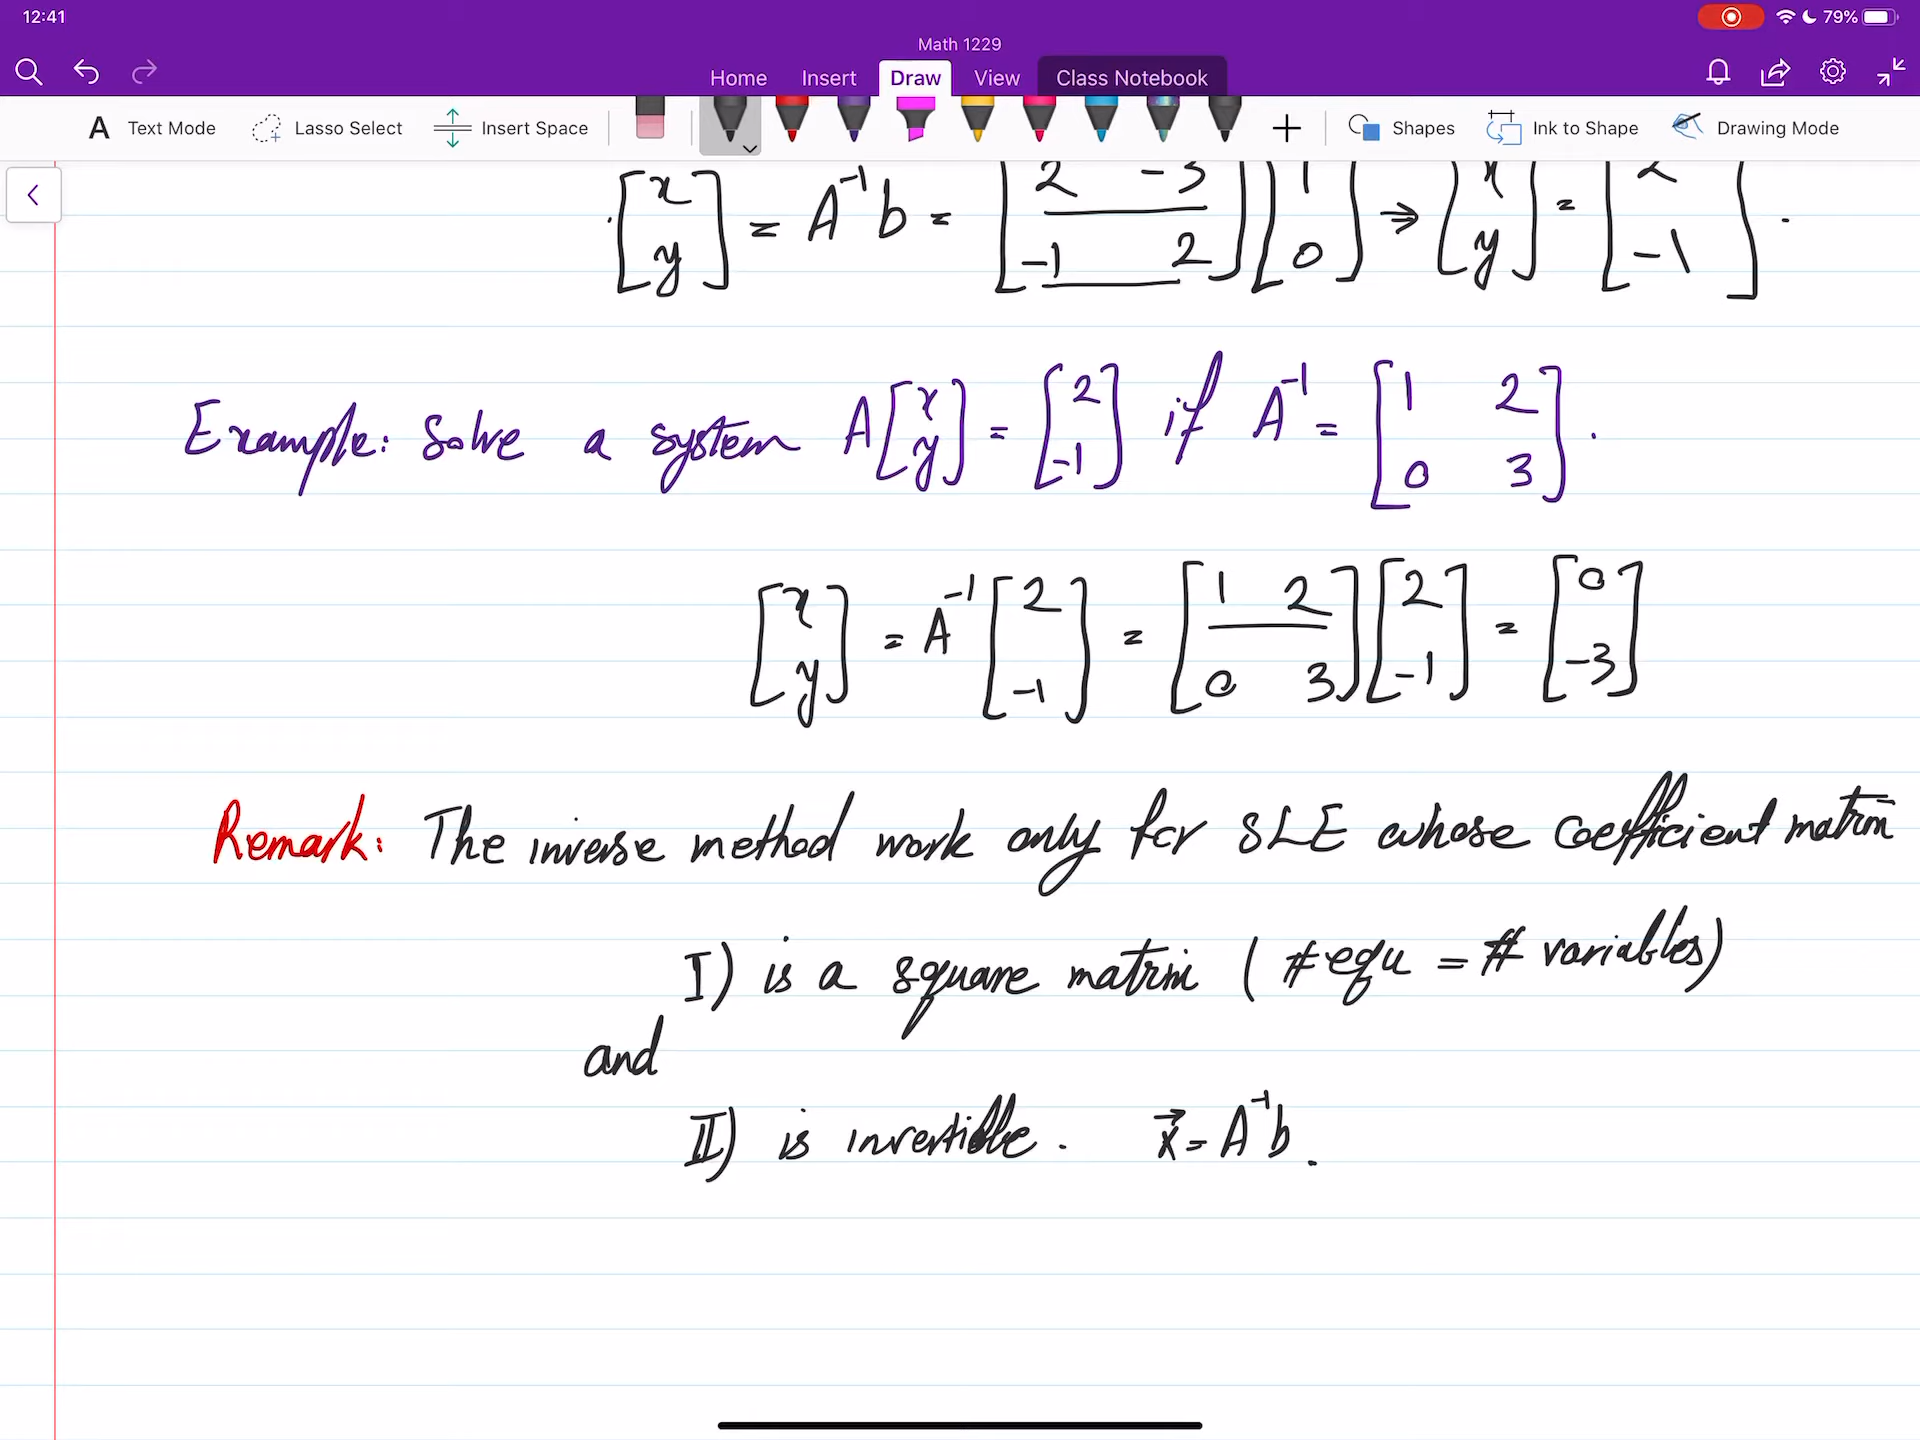 12:41
79%
Math 1229
Home Insert Draw View Class Notebook
A Text Mode Lasso Select Insert Space Shapes Ink to Shape Drawing Mode
[x y] = A⁻¹b = [2 -3 -1 2][1 0] ⇒ [x y] = [2 -1].
Example: Solve a system A[x y] = [2 -1] if A⁻¹ = [1 2 0 3].
[x y] = A⁻¹[2 -1] = [1 2 0 3][2 -1] = [0 -3]
Remark: The inverse method work only for SLE whose coefficient matrix
I) is a square matrix (#equ = # variables)
and
II) is invertible. x⃗ = A⁻¹b.